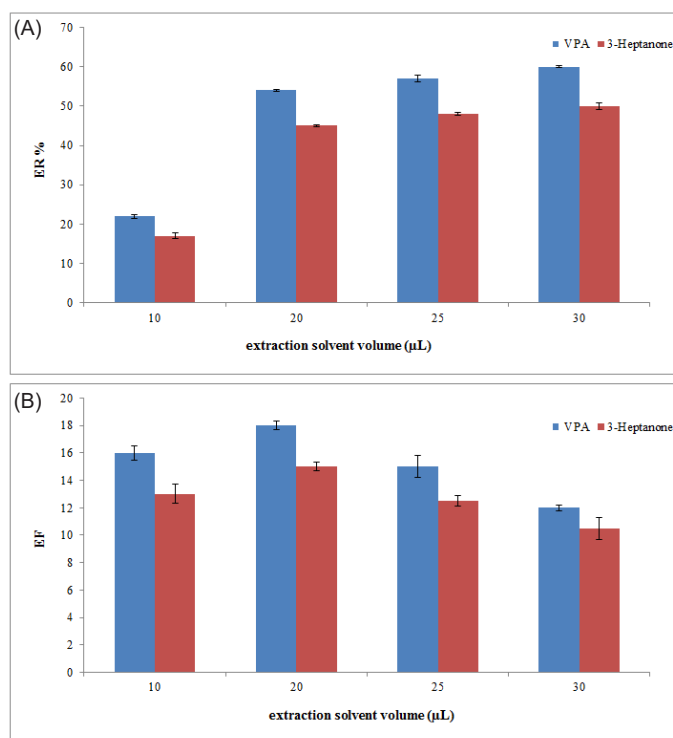 (A)
70
60
50
40
30
20
10
0
ER %
VPA 3-Heptanone
10 20 25 30
extraction solvent volume (µL)
(B)
20
18
16
14
12
10
8
6
4
2
0
EF
VPA 3-Heptanone
10 20 25 30
extraction solvent volume (µL)